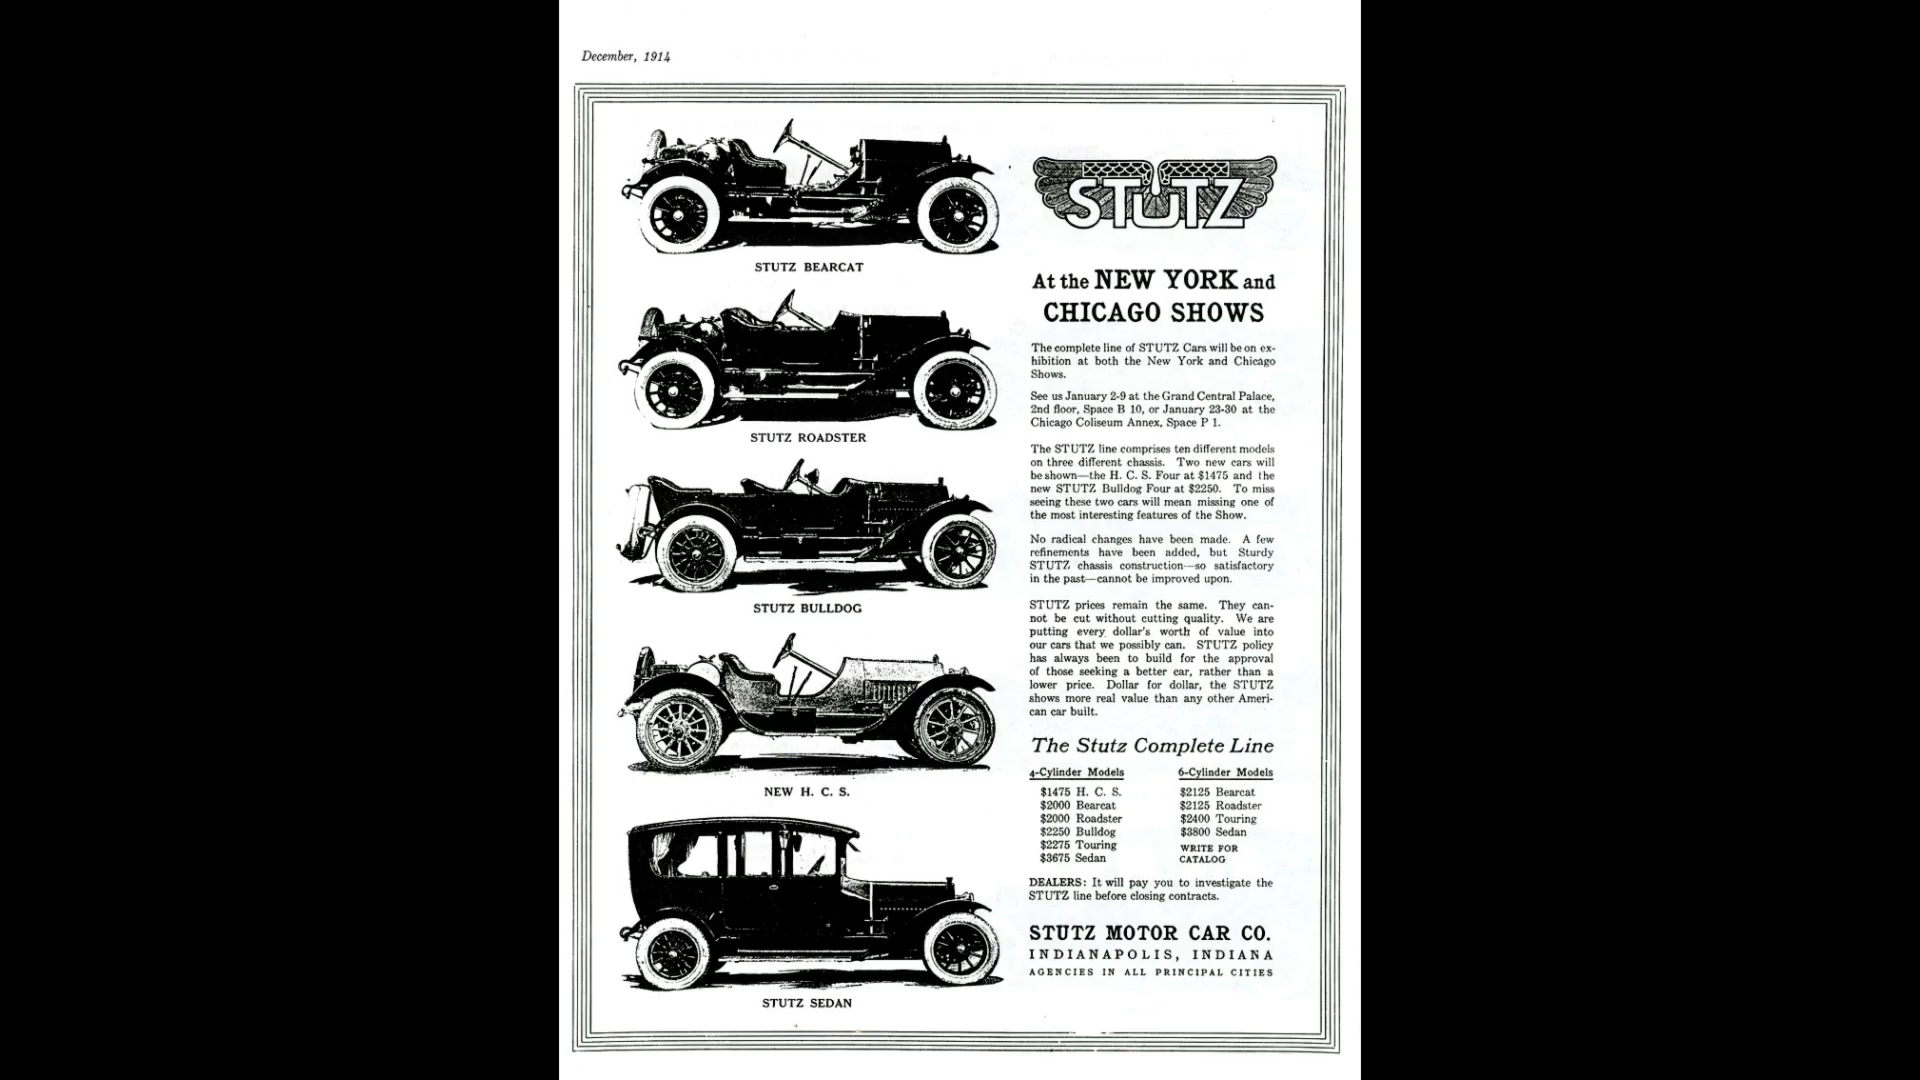 December, 1914
STUTZ BEARCAT
STUTZ ROADSTER
STUTZ BULLDOG
NEW H. C. S.
STUTZ SEDAN
STUTZ
At the NEW YORK and
CHICAGO SHOWS
The complete line of STUTZ Cars will be on ex-
hibition at both the New York and Chicago
Shows.
See us January 2-9 at the Grand Central Palace,
2nd floor, Space B 10, or January 23-30 at the
Chicago Coliseum Annex, Space P 1.
The STUTZ line comprises ten different models
on three different chassis. Two new cars will
be shown—the H. C. S. Four at $1475 and the
new STUTZ Bulldog Four at $2250. To miss
seeing these two cars will mean missing one of
the most interesting features of the Show.
No radical changes have been made. A few
refinements have been added, but Sturdy
STUTZ chassis construction—so satisfactory
in the past—cannot be improved upon.
STUTZ prices remain the same. They can-
not be cut without cutting quality. We are
putting every dollar's worth of value into
our cars that we possibly can. STUTZ policy
has always been to build for the approval
of those seeking a better car, rather than a
lower price. Dollar for dollar, the STUTZ
shows more real value than any other Ameri-
can car built.
The Stutz Complete Line
4-Cylinder Models
$1475 H. C. S.
$2000 Bearcat
$2000 Roadster
$2250 Bulldog
$2275 Touring
$3675 Sedan
6-Cylinder Models
$2125 Bearcat
$2125 Roadster
$2400 Touring
$3800 Sedan
WRITE FOR
CATALOG
DEALERS: It will pay you to investigate the
STUTZ line before closing contracts.
STUTZ MOTOR CAR CO.
INDIANAPOLIS, INDIANA
AGENCIES IN ALL PRINCIPAL CITIES